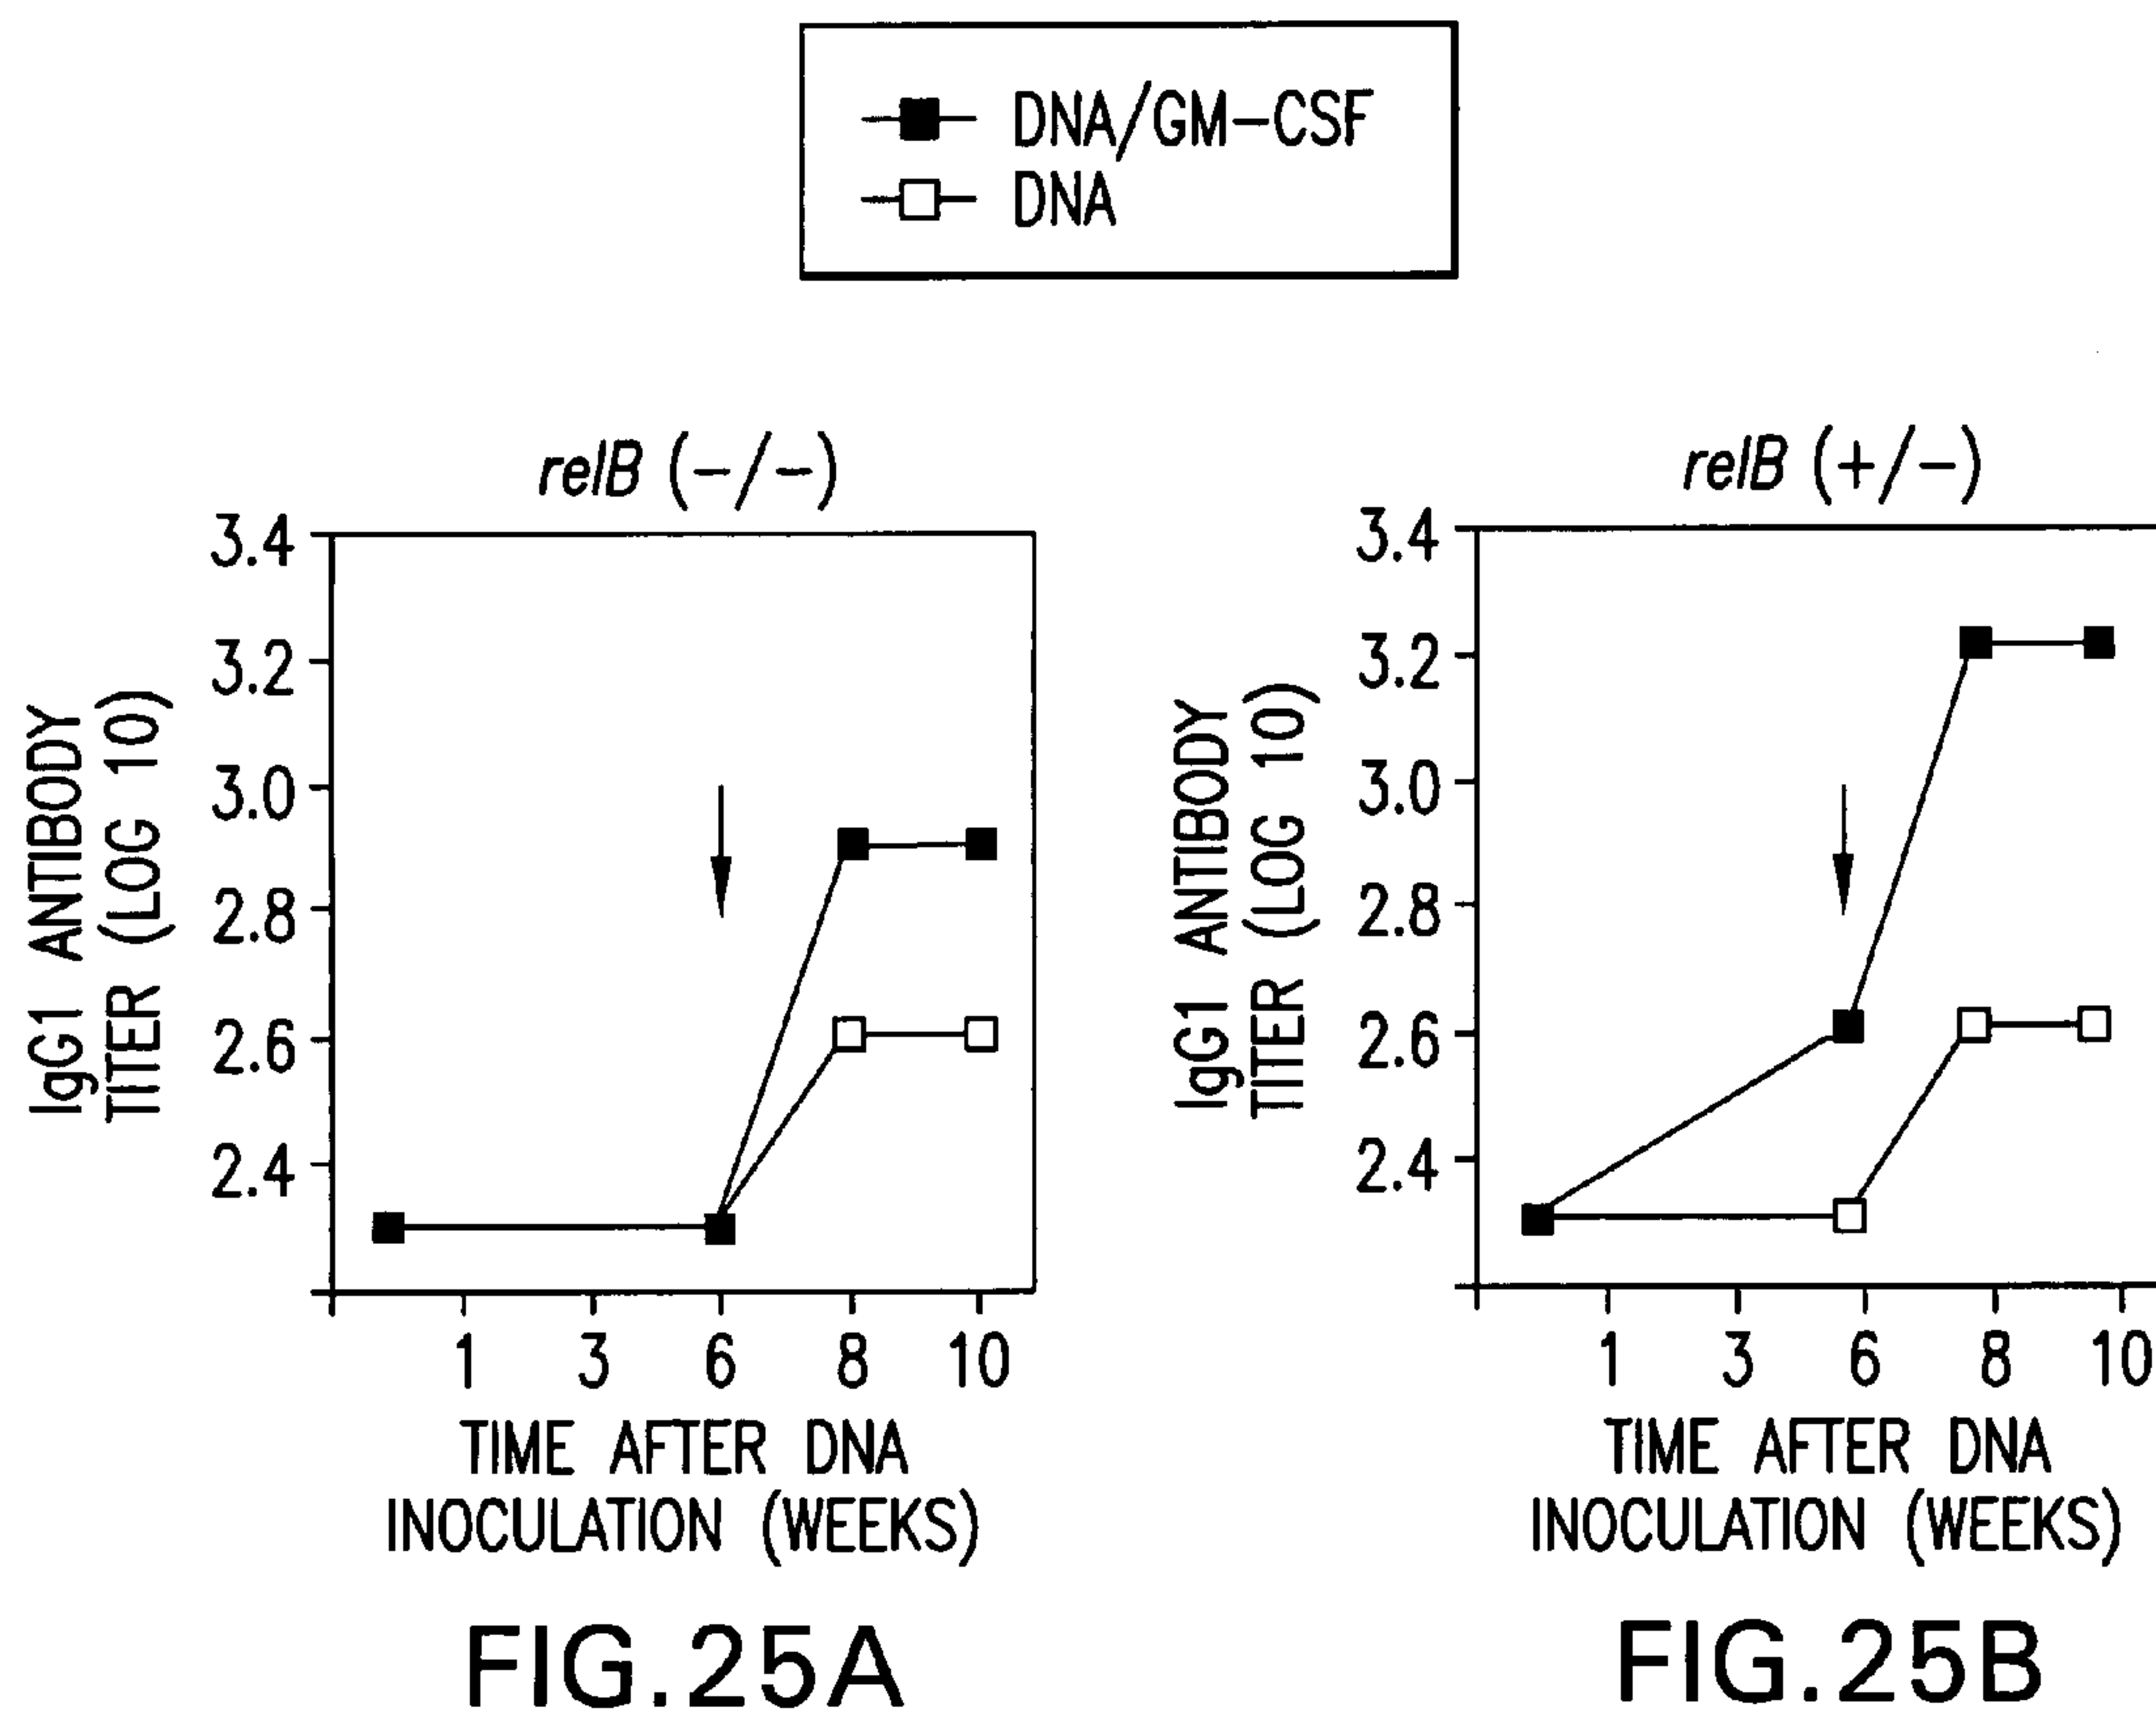 DNA/GM-CSF
DNA
relB (-/-)
3.4
3.2
3.0
2.8
2.6
2.4
IgG1 ANTIBODY
TITER (LOG 10)
1 3 6 8 10
TIME AFTER DNA
INOCULATION (WEEKS)
FIG.25A
relB (+/-)
3.4
3.2
3.0
2.8
2.6
2.4
IgG1 ANTIBODY
TITER (LOG 10)
1 3 6 8 10
TIME AFTER DNA
INOCULATION (WEEKS)
FIG.25B